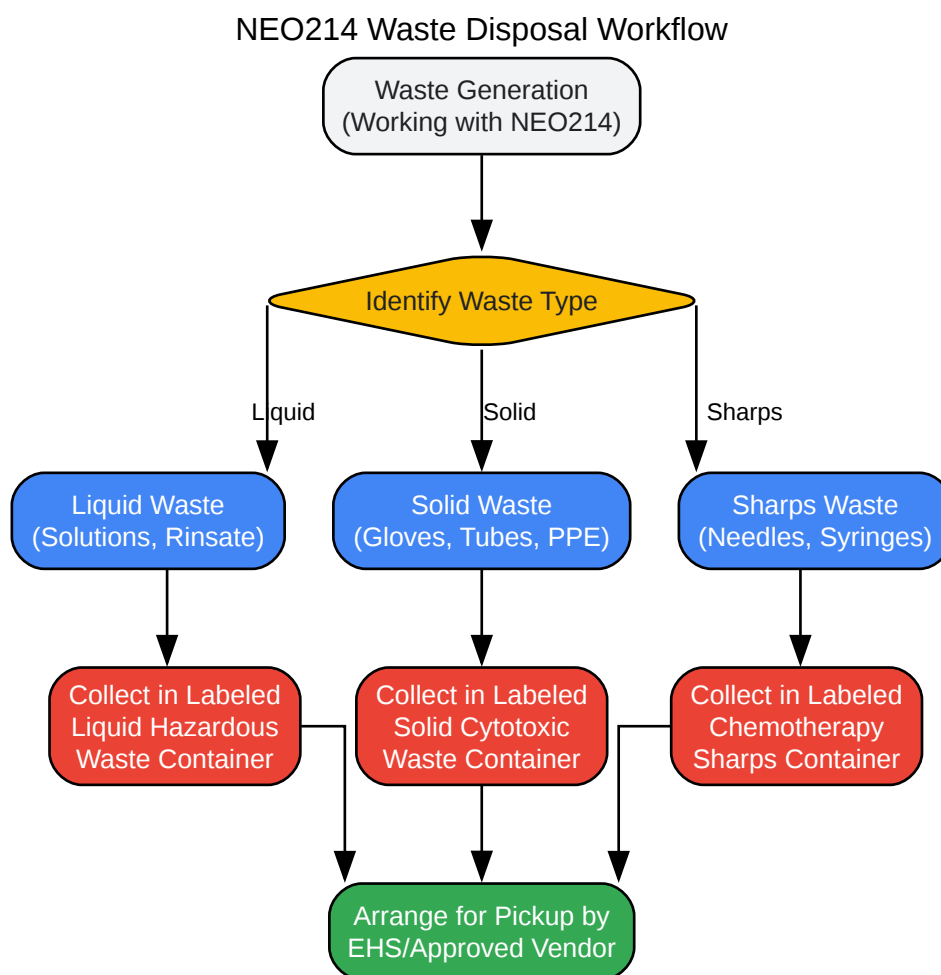 NEO214 Waste Disposal Workflow
Waste Generation
(Working with NEO214)
Identify Waste Type
Liquid
Solid
Sharps
Liquid Waste
(Solutions, Rinsate)
Solid Waste
(Gloves, Tubes, PPE)
Sharps Waste
(Needles, Syringes)
Collect in Labeled
Liquid Hazardous
Waste Container
Collect in Labeled
Solid Cytotoxic
Waste Container
Collect in Labeled
Chemotherapy
Sharps Container
Arrange for Pickup by
EHS/Approved Vendor